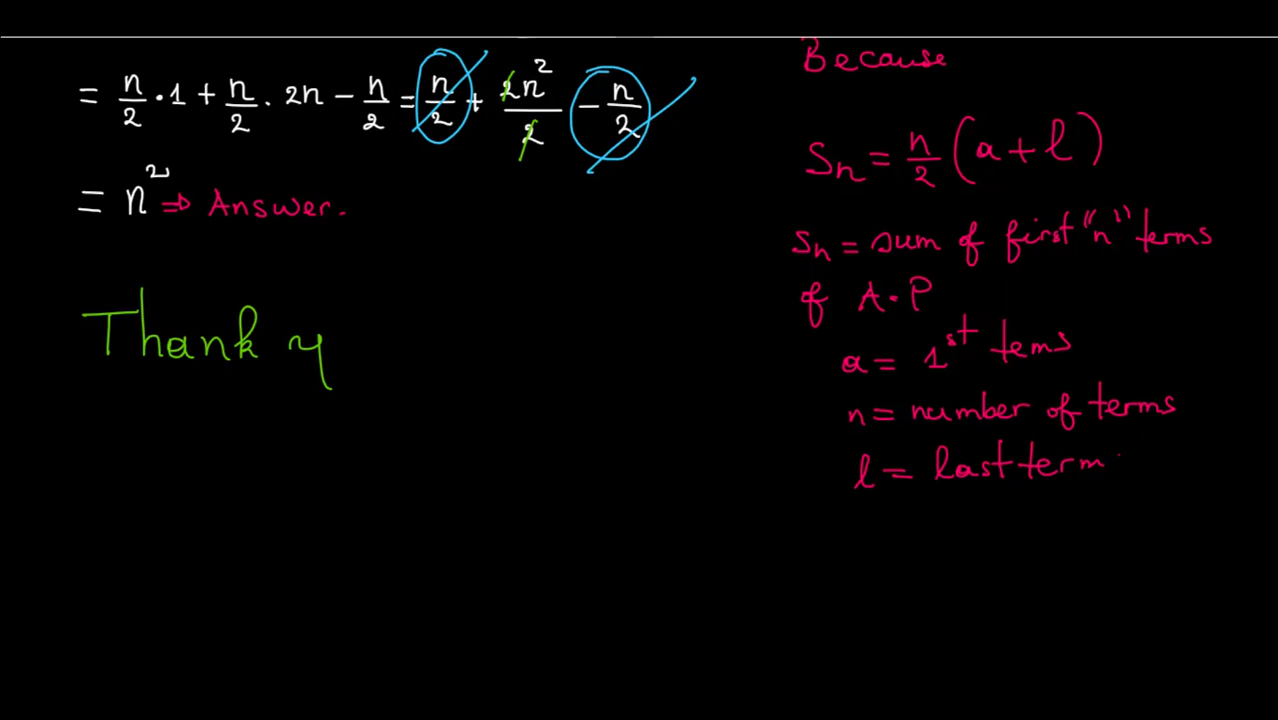 = n/2 · 1 + n/2 · 2n − n/2 = n/2 + 2n²/2 − n/2
= n² ⇒ Answer.
Thank y
Because
Sn = n/2 (a + l)
Sn = sum of first "n" terms
of A.P
a = 1st tems
n = number of terms
l = last term